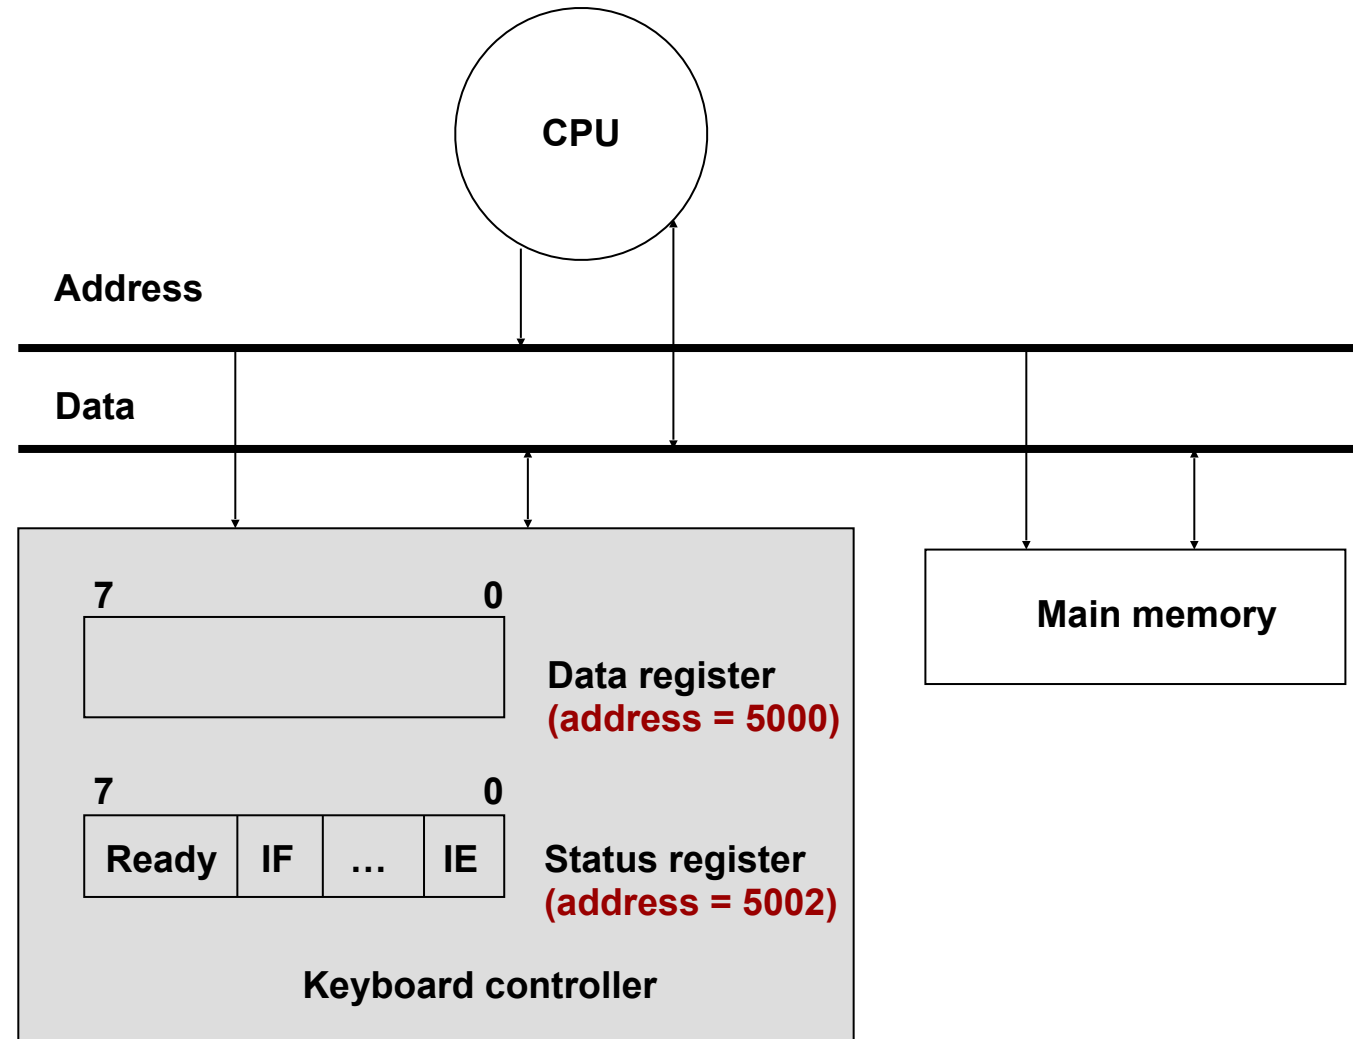 CPU
Address
Data
7 0
Data register
(address = 5000)
Main memory
7 0
Ready IF … IE
Status register
(address = 5002)
Keyboard controller